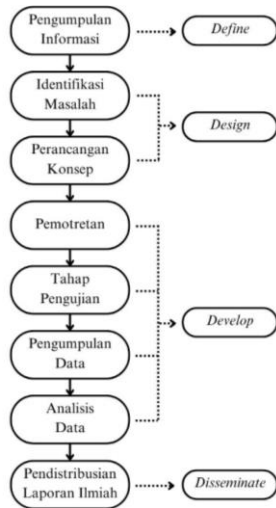 Pengumpulan
Informasi
Define
Identifikasi
Masalah
Design
Perancangan
Konsep
Pemotretan
Tahap
Pengujian
Develop
Pengumpulan
Data
Analisis
Data
Pendistribusian
Laporan Ilmiah
Disseminate